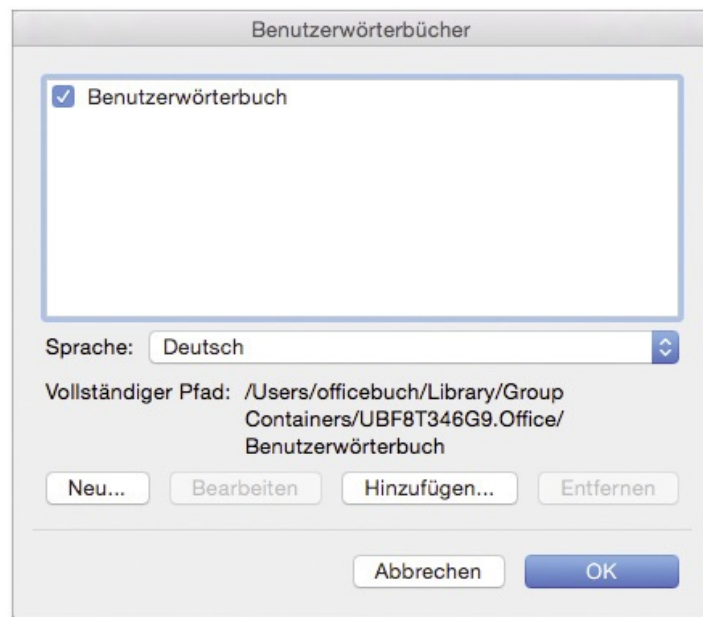 Benutzerwörterbücher
Benutzerwörterbuch
Sprache: Deutsch
Vollständiger Pfad: /Users/officebuch/Library/Group
Containers/UBF8T346G9.Office/
Benutzerwörterbuch
Neu... Bearbeiten Hinzufügen... Entfernen
Abbrechen OK